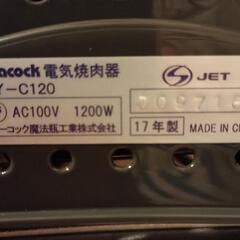 acock 電気焼肉器
Y-C120
S JET
AC100V 1200W
ーコック魔法瓶工業株式会社
17年製
MADE IN C